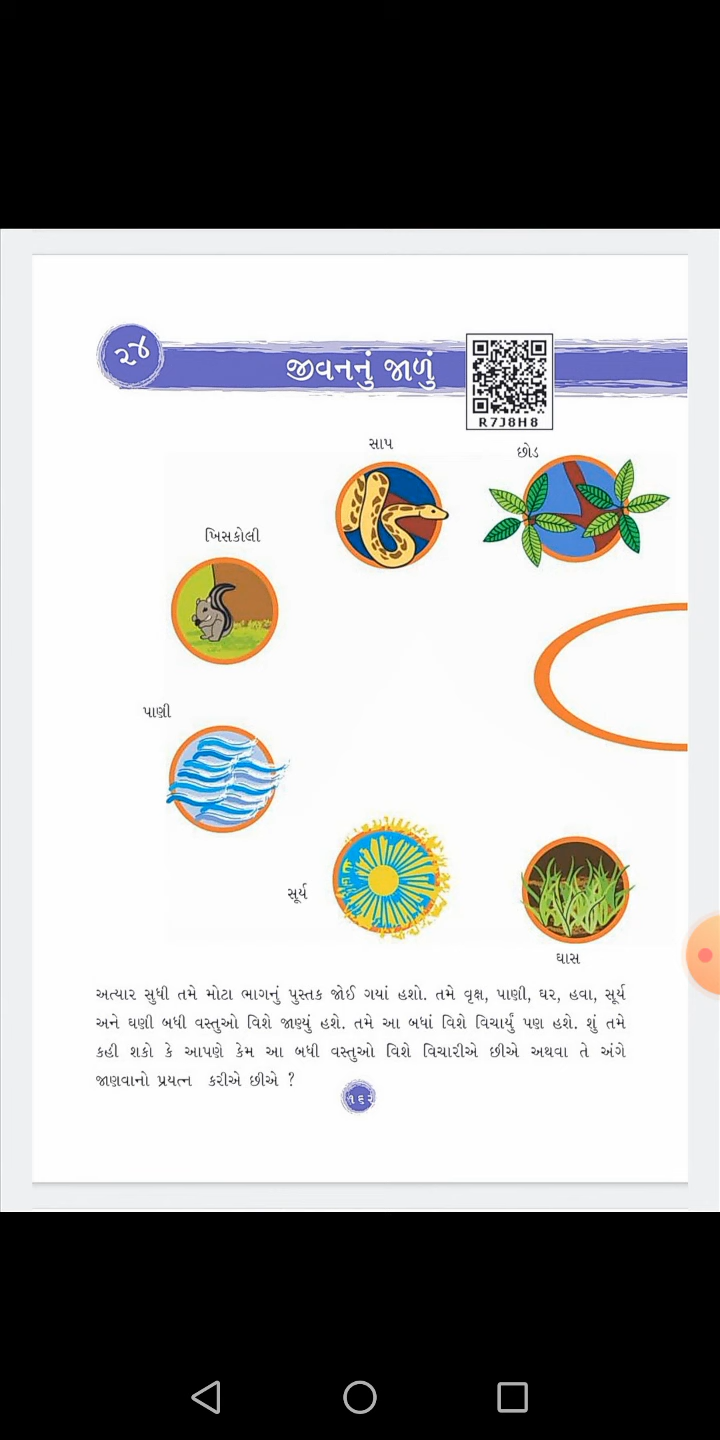 ૨૪
જીવનનું જાળું
R7J8H8
સાપ
છોડ
ખિસકોલી
પાણી
સૂર્ય
ઘાસ
અત્યાર સુધી તમે મોટા ભાગનું પુસ્તક જોઈ ગયાં હશો. તમે વૃક્ષ, પાણી, ઘર, હવા, સૂર્ય
અને ઘણી બધી વસ્તુઓ વિશે જાણ્યું હશે. તમે આ બધાં વિશે વિચાર્યું પણ હશે. શું તમે
કહી શકો કે આપણે કેમ આ બધી વસ્તુઓ વિશે વિચારીએ છીએ અથવા તે અંગે
જાણવાનો પ્રયત્ન કરીએ છીએ ?
૧૬૨